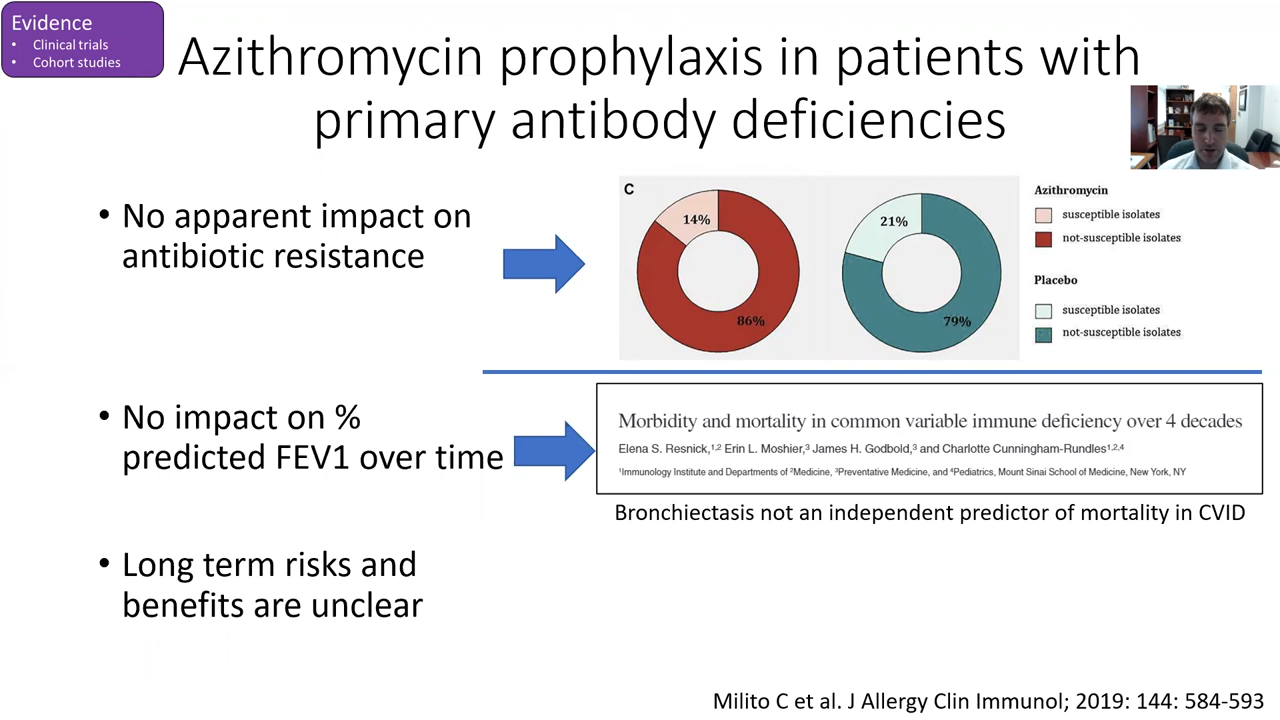 Evidence
• Clinical trials
• Cohort studies
Azithromycin prophylaxis in patients with
primary antibody deficiencies
• No apparent impact on
antibiotic resistance
C
14%
86%
21%
79%
Azithromycin
susceptible isolates
not-susceptible isolates
Placebo
susceptible isolates
not-susceptible isolates
• No impact on %
predicted FEV1 over time
Morbidity and mortality in common variable immune deficiency over 4 decades
Elena S. Resnick,¹,² Erin L. Moshier,³ James H. Godbold,³ and Charlotte Cunningham-Rundles¹,²,⁴
¹Immunology Institute and Departments of ²Medicine, ³Preventative Medicine, and ⁴Pediatrics, Mount Sinai School of Medicine, New York, NY
Bronchiectasis not an independent predictor of mortality in CVID
• Long term risks and
benefits are unclear
Milito C et al. J Allergy Clin Immunol; 2019: 144: 584-593